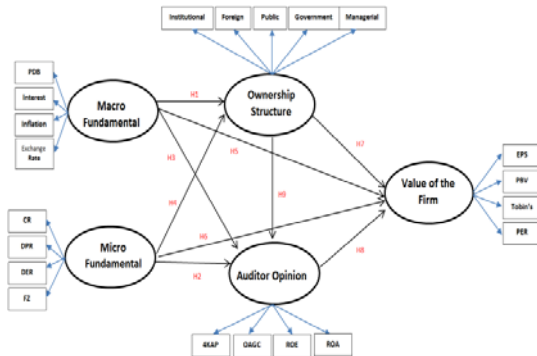 Institutional
Foreign
Public
Government
Managerial
PDB
Interest
Inflation
Exchange
Rate
Macro
Fundamental
H1
Ownership
Structure
H3
H5
H7
H4
H9
Value of the
Firm
EPS
PBV
Tobin's
PER
CR
DPR
DER
FZ
Micro
Fundamental
H6
H2
H8
Auditor Opinion
4KAP
OAGC
ROE
ROA